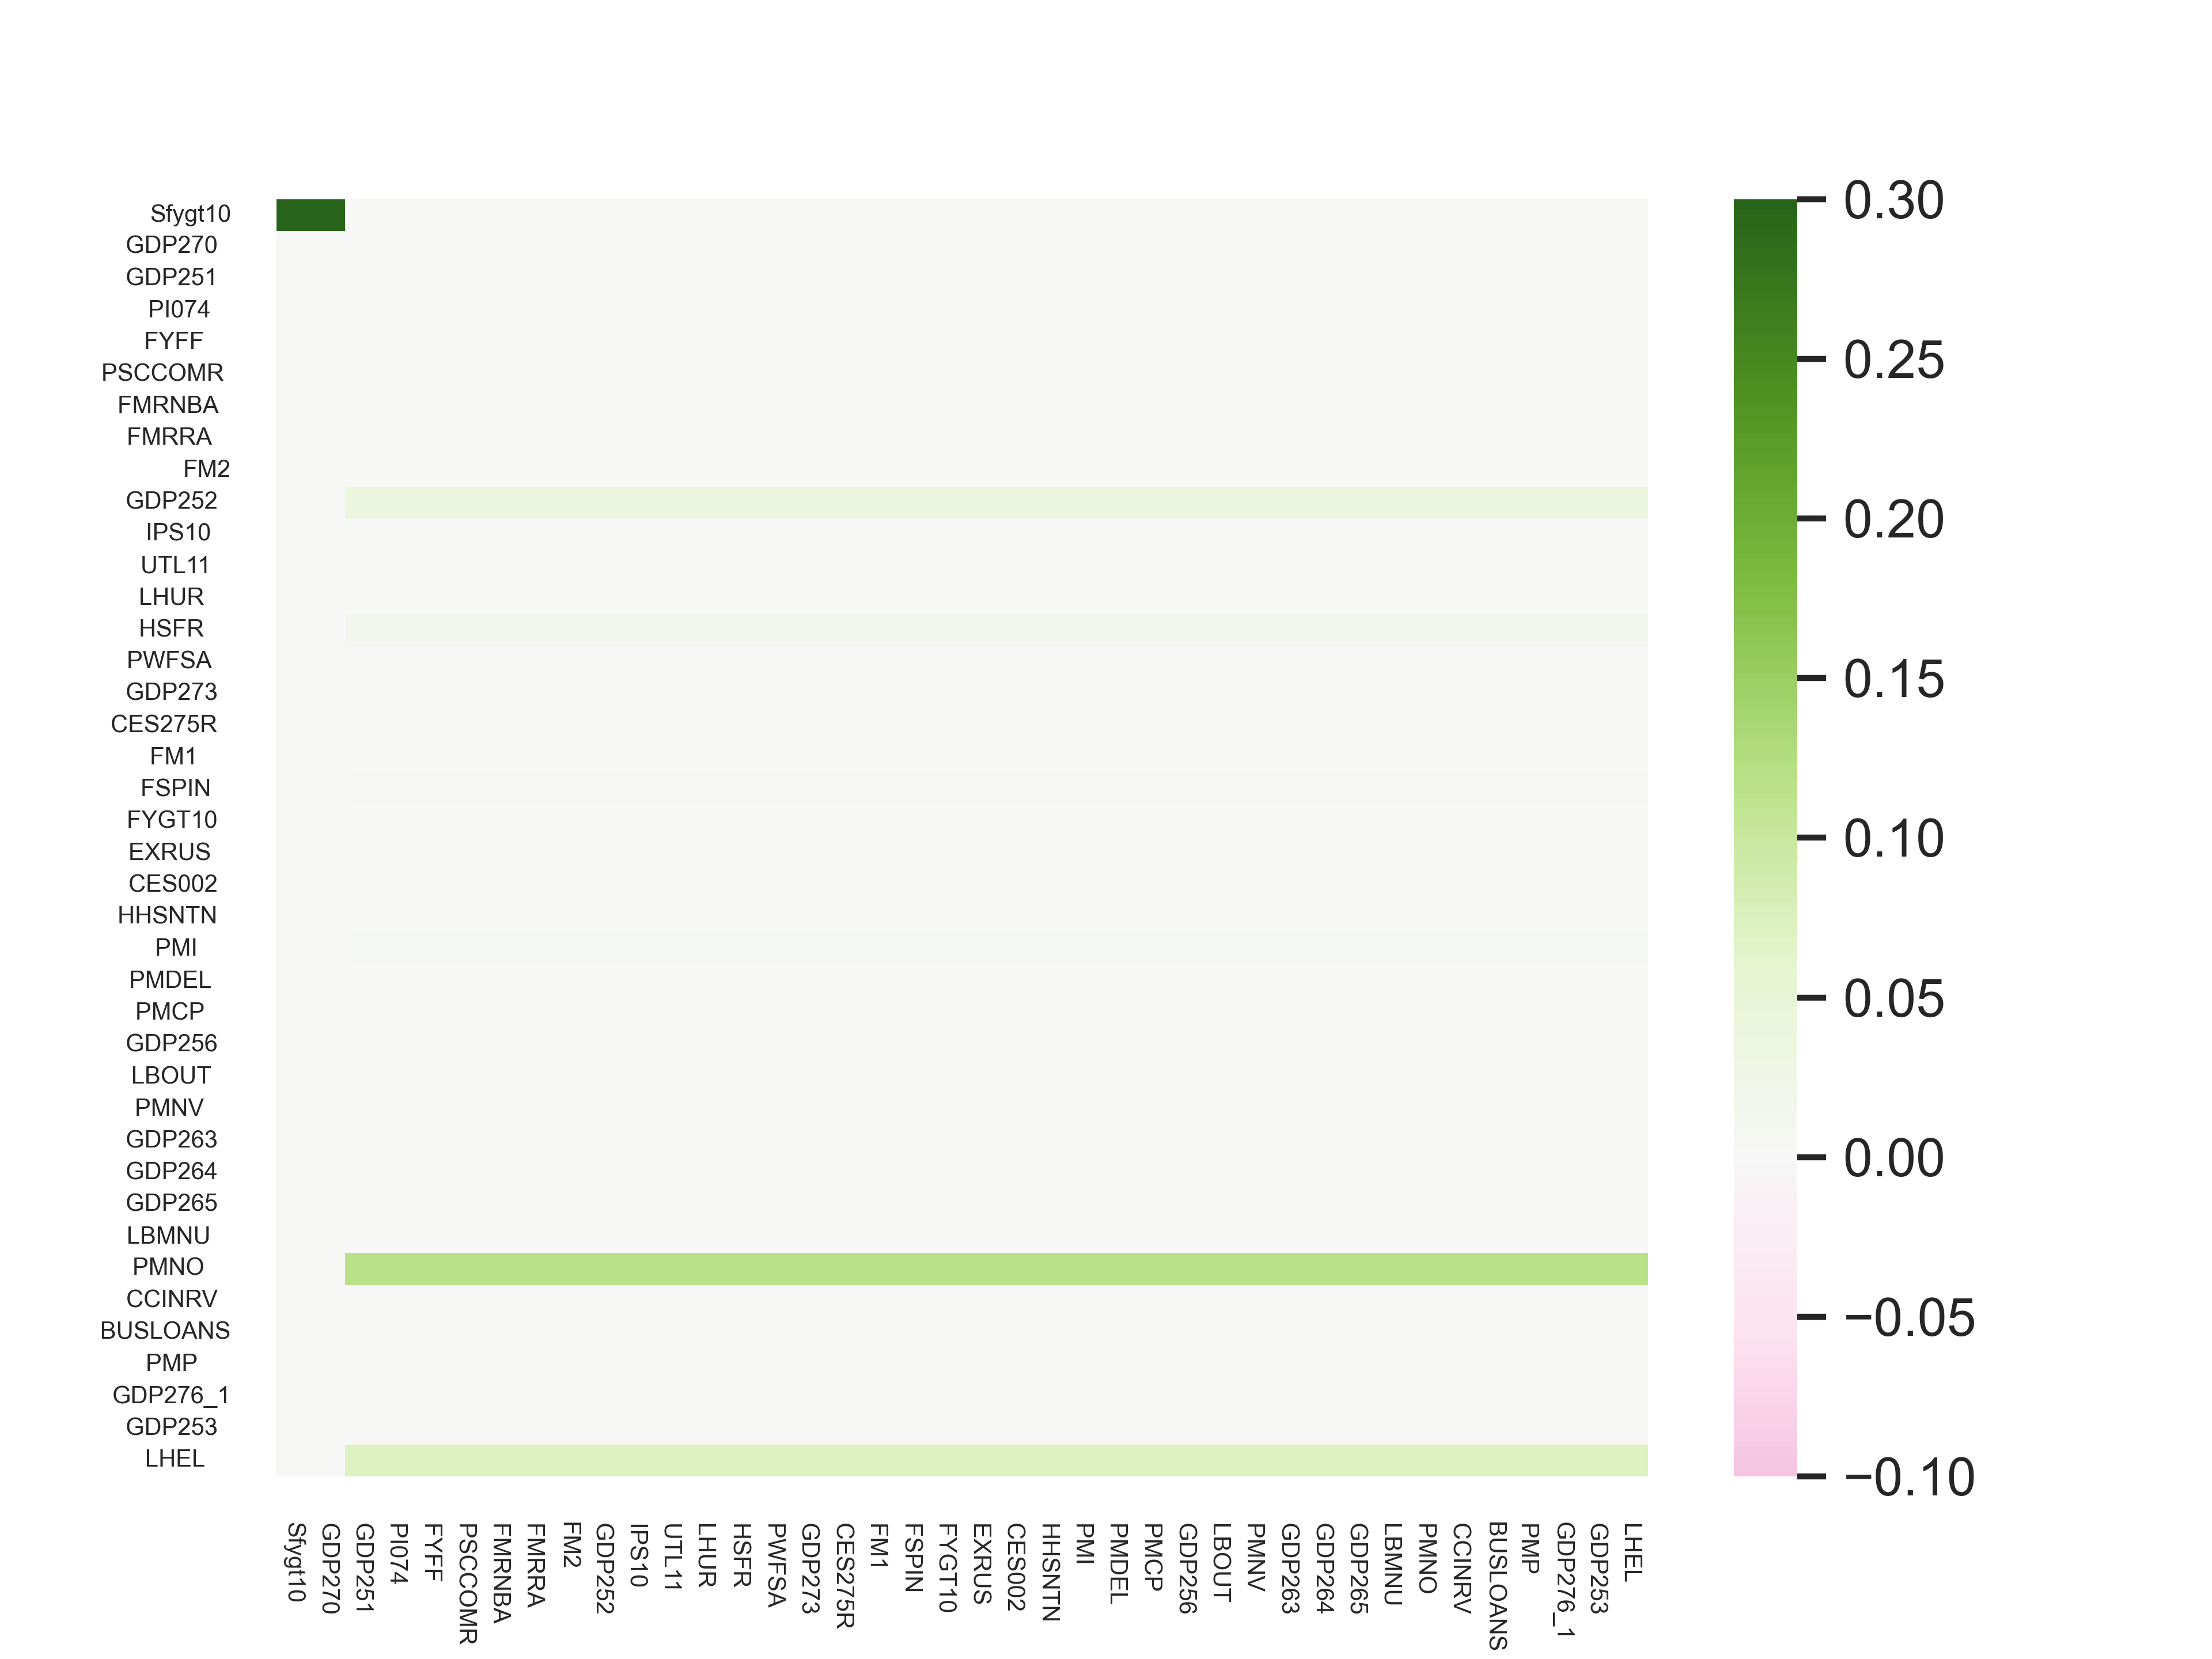 Sfygt10
GDP270
GDP251
PI074
FYFF
PSCCOMR
FMRNBA
FMRRA
FM2
GDP252
IPS10
UTL11
LHUR
HSFR
PWFSA
GDP273
CES275R
FM1
FSPIN
FYGT10
EXRUS
CES002
HHSNTN
PMI
PMDEL
PMCP
GDP256
LBOUT
PMNV
GDP263
GDP264
GDP265
LBMNU
PMNO
CCINRV
BUSLOANS
PMP
GDP276_1
GDP253
LHEL
Sfygt10
GDP270
GDP251
PI074
FYFF
PSCCOMR
FMRNBA
FMRRA
FM2
GDP252
IPS10
UTL11
LHUR
HSFR
PWFSA
GDP273
CES275R
FM1
FSPIN
FYGT10
EXRUS
CES002
HHSNTN
PMI
PMDEL
PMCP
GDP256
LBOUT
PMNV
GDP263
GDP264
GDP265
LBMNU
PMNO
CCINRV
BUSLOANS
PMP
GDP276_1
GDP253
LHEL
0.30
0.25
0.20
0.15
0.10
0.05
0.00
−0.05
−0.10